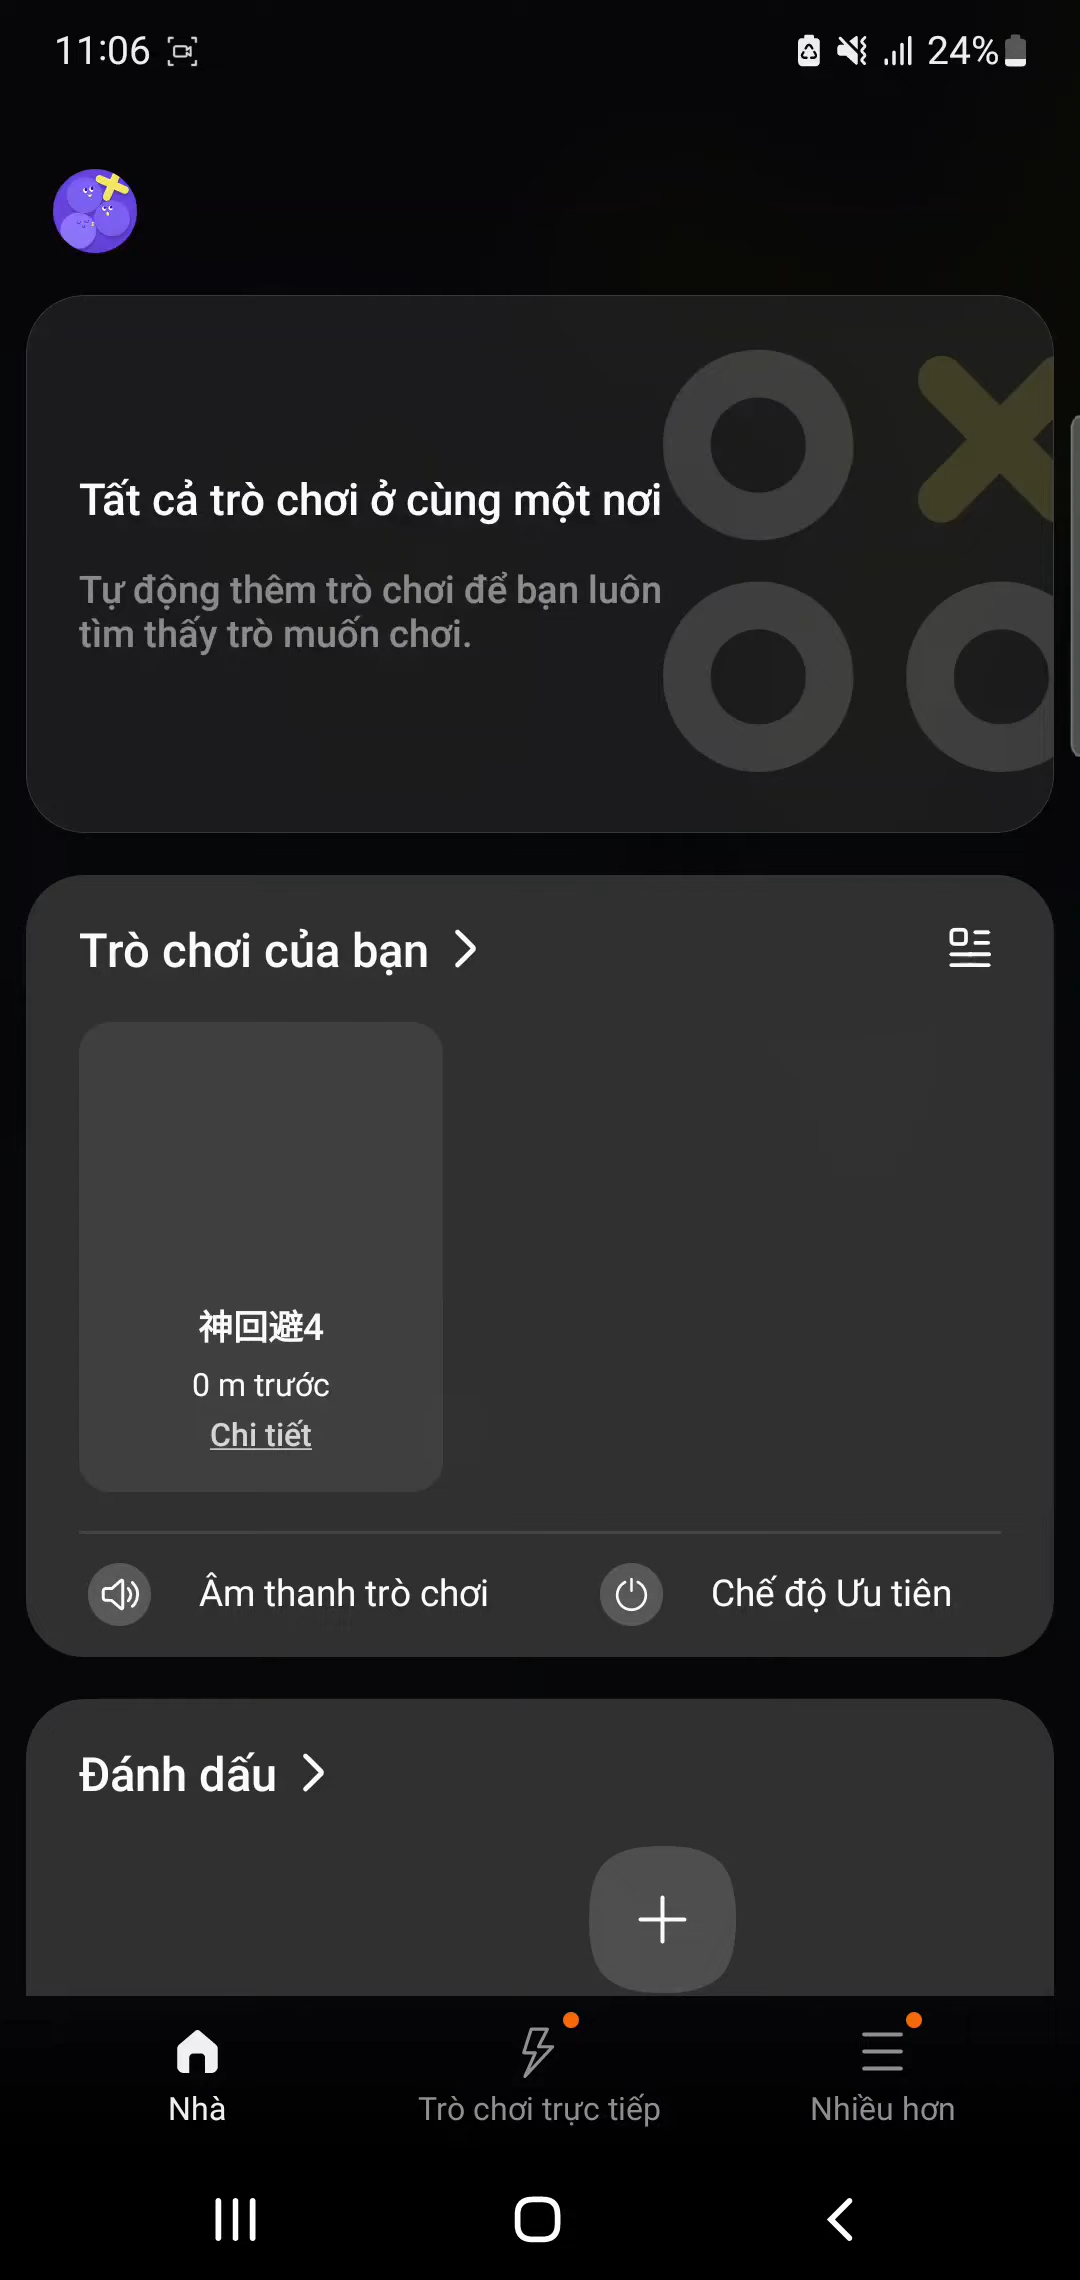 11:06
24%
Tất cả trò chơi ở cùng một nơi
Tự động thêm trò chơi để bạn luôn
tìm thấy trò muốn chơi.
Trò chơi của bạn
神回避4
0 m trước
Chi tiết
Âm thanh trò chơi
Chế độ Ưu tiên
Đánh dấu
Nhà
Trò chơi trực tiếp
Nhiều hơn